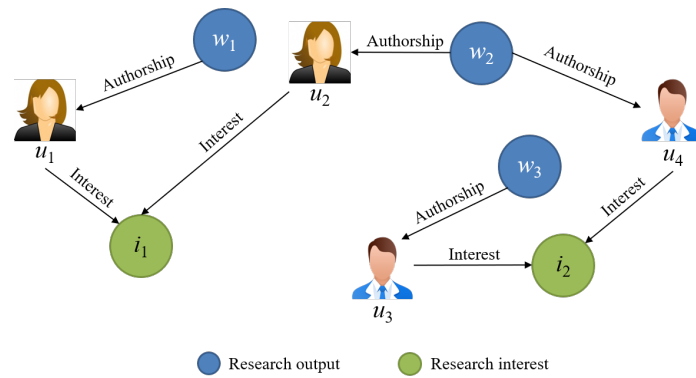 w1
Authorship
u1
u2
Authorship
w2
Authorship
u4
Interest
Interest
i1
w3
Authorship
u3
Interest
Interest
i2
Research output
Research interest